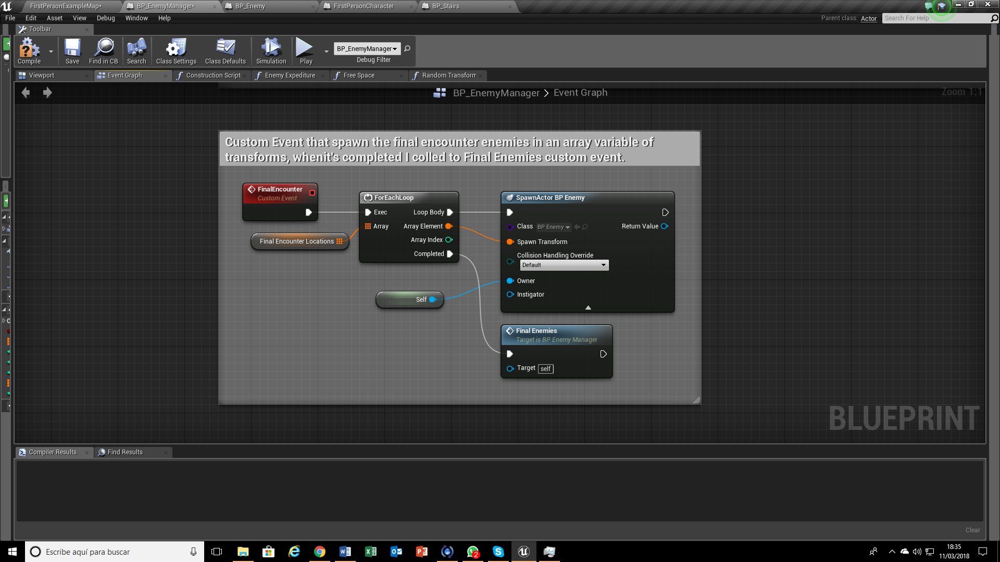 FirstPersonExampleMap*
BP_EnemyManager*
BP_Enemy
FirstPersonCharacter
BP_Stairs
File Edit Asset View Debug Window Help
Parent class: Actor
Search For Help
Toolbar
Compile
Save
Find in CB
Search
Class Settings
Class Defaults
Simulation
Play
BP_EnemyManager
Debug Filter
Viewport
Event Graph
Construction Script
Enemy Expediture
Free Space
Random Transform
BP_EnemyManager > Event Graph
Zoom 1:1
Custom Event that spawn the final encounter enemies in an array variable of
transforms, whenit's completed I colled to Final Enemies custom event.
FinalEncounter
Custom Event
Final Encounter Locations
ForEachLoop
Exec
Loop Body
Array
Array Element
Array Index
Completed
Self
SpawnActor BP Enemy
Class BP Enemy
Return Value
Spawn Transform
Collision Handling Override
Default
Owner
Instigator
Final Enemies
Target is BP Enemy Manager
Target self
BLUEPRINT
Compiler Results
Find Results
Clear
Escribe aquí para buscar
2
18:35
11/03/2018